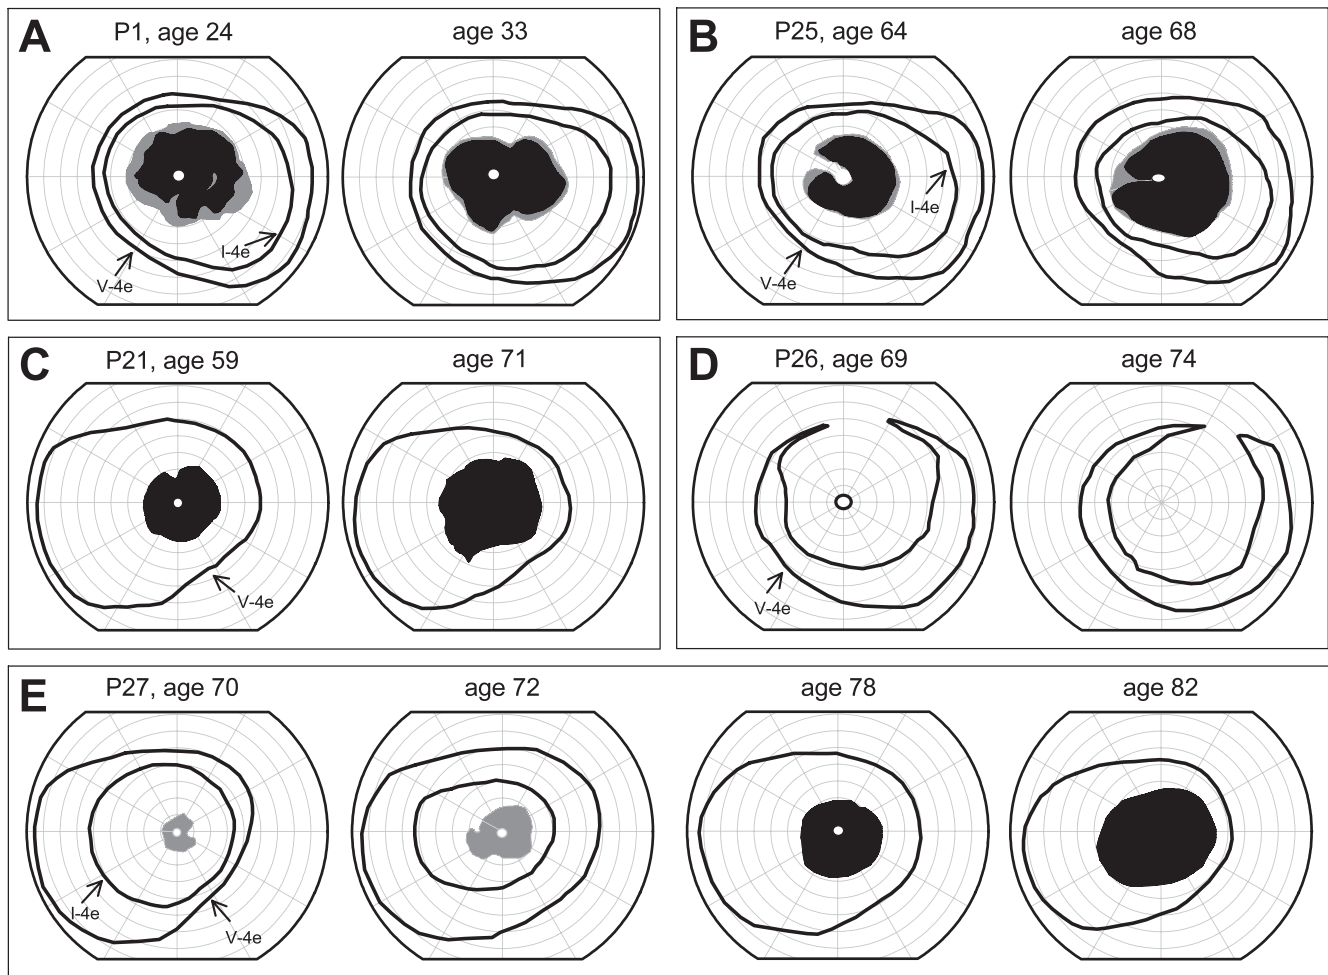 A
P1, age 24
age 33
I-4e
V-4e
B
P25, age 64
age 68
I-4e
V-4e
C
P21, age 59
age 71
V-4e
D
P26, age 69
age 74
V-4e
E
P27, age 70
age 72
age 78
age 82
I-4e
V-4e